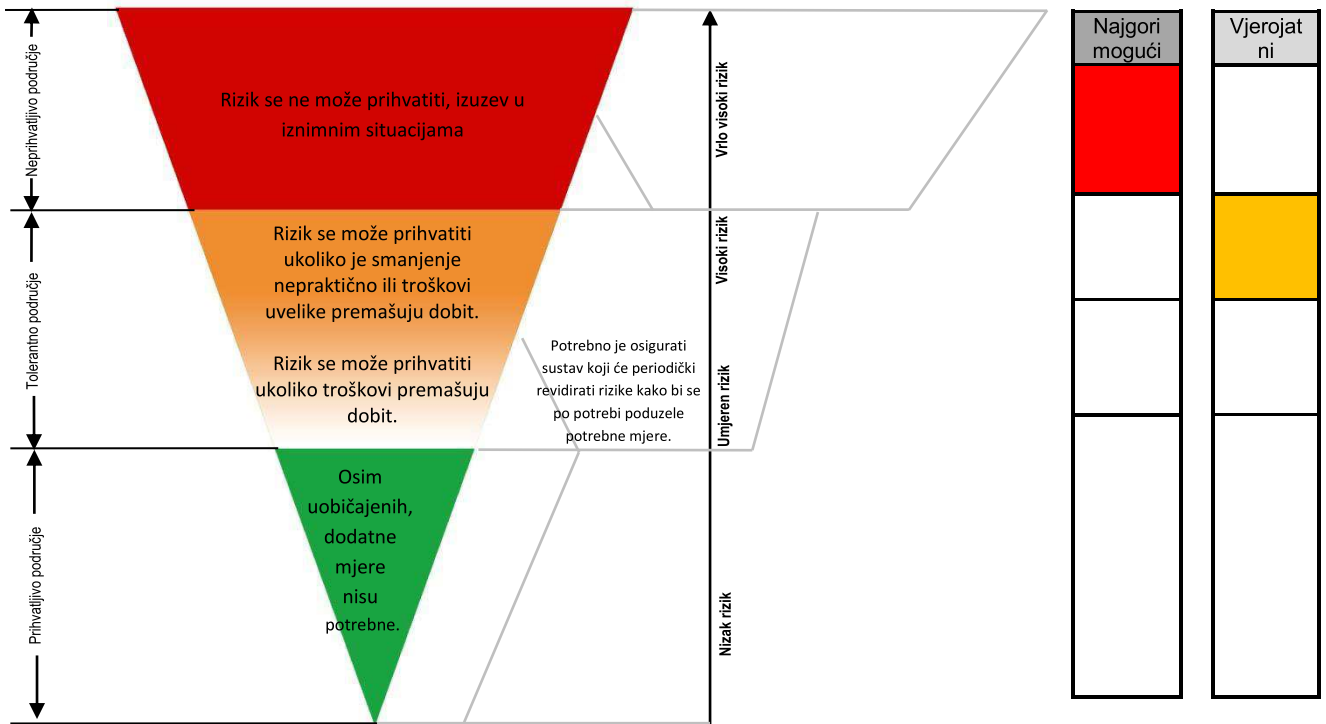 Neprihvatljivo područje
Rizik se ne može prihvatiti, izuzev u
iznimnim situacijama
Vrlo visoki rizik
Najgori
mogući
Vjerojat
ni
Tolerantno područje
Rizik se može prihvatiti
ukoliko je smanjenje
nepraktično ili troškovi
uvelike premašuju dobit.
Rizik se može prihvatiti
ukoliko troškovi premašuju
dobit.
Visoki rizik
Potrebno je osigurati
sustav koji će periodički
revidirati rizike kako bi se
po potrebi poduzele
potrebne mjere.
Umjeren rizik
Prihvatljivo područje
Osim
uobičajenih,
dodatne
mjere
nisu
potrebne.
Nizak rizik